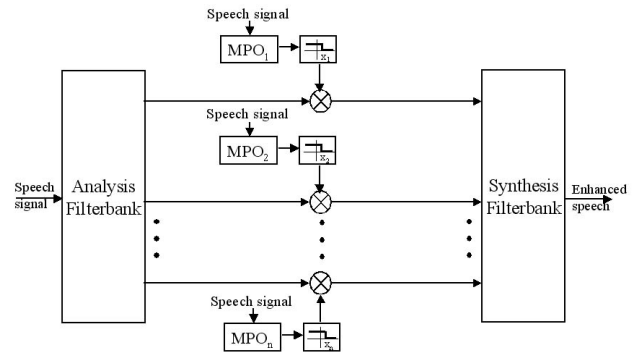 Speech signal
MPO1
x1
Speech signal
MPO2
x2
Speech
signal
Analysis
Filterbank
Synthesis
Filterbank
Enhanced
speech
Speech signal
MPOn
xn